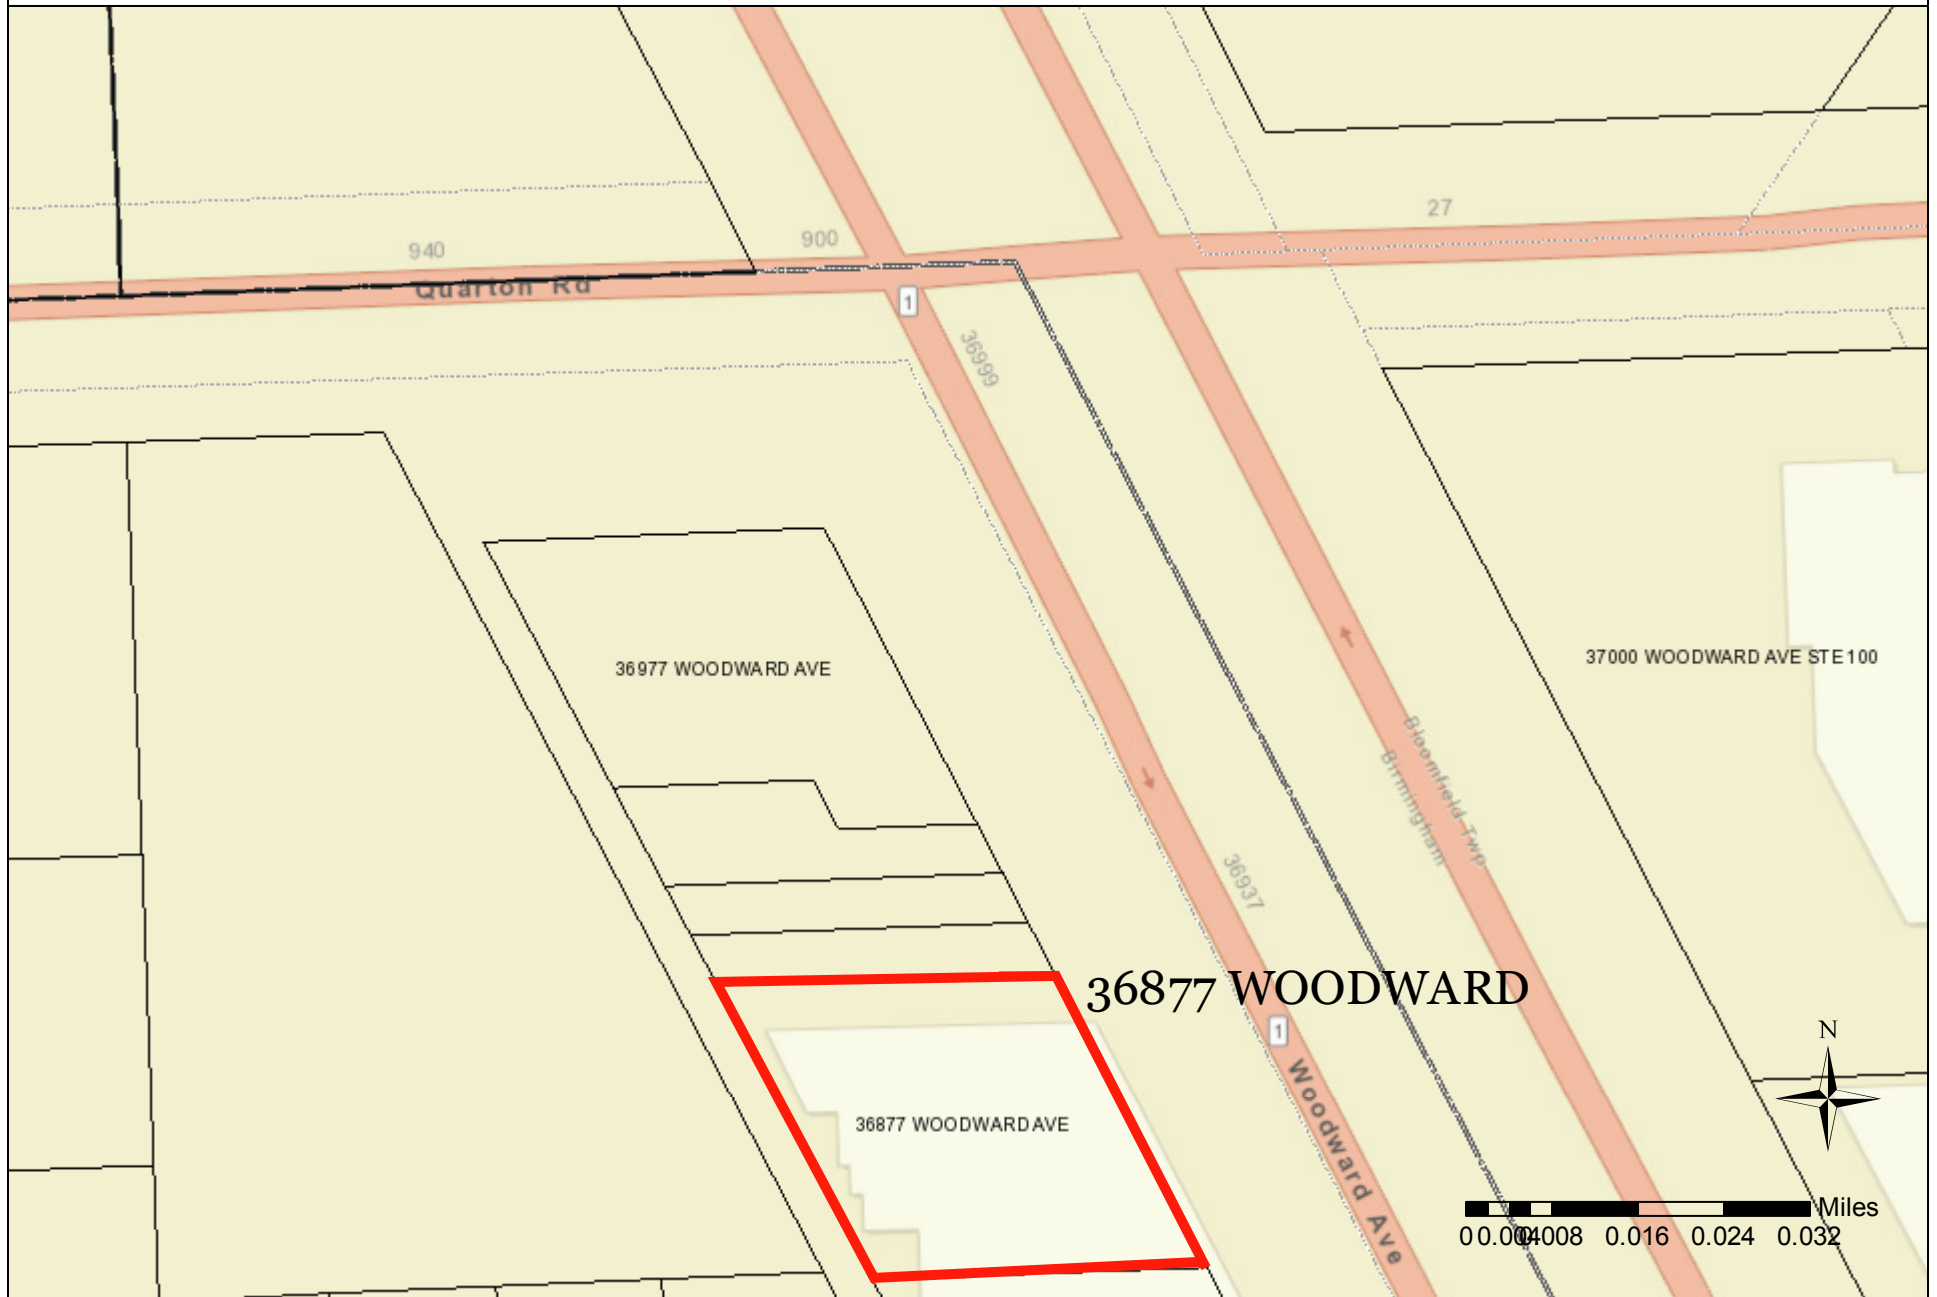 27
940
900
Quarton Rd
1
36999
36977 WOODWARD AVE
37000 WOODWARD AVE STE 100
Bloomfield Twp
Birmingham
36937
36877 WOODWARD
1
N
36877 WOODWARD AVE
Woodward Ave
Miles
0 0.004 0.008 0.016 0.024 0.032